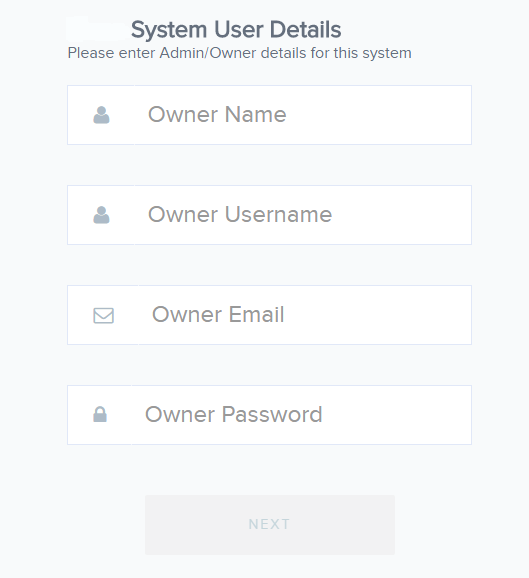 System User Details
Please enter Admin/Owner details for this system
Owner Name
Owner Username
Owner Email
Owner Password
NEXT